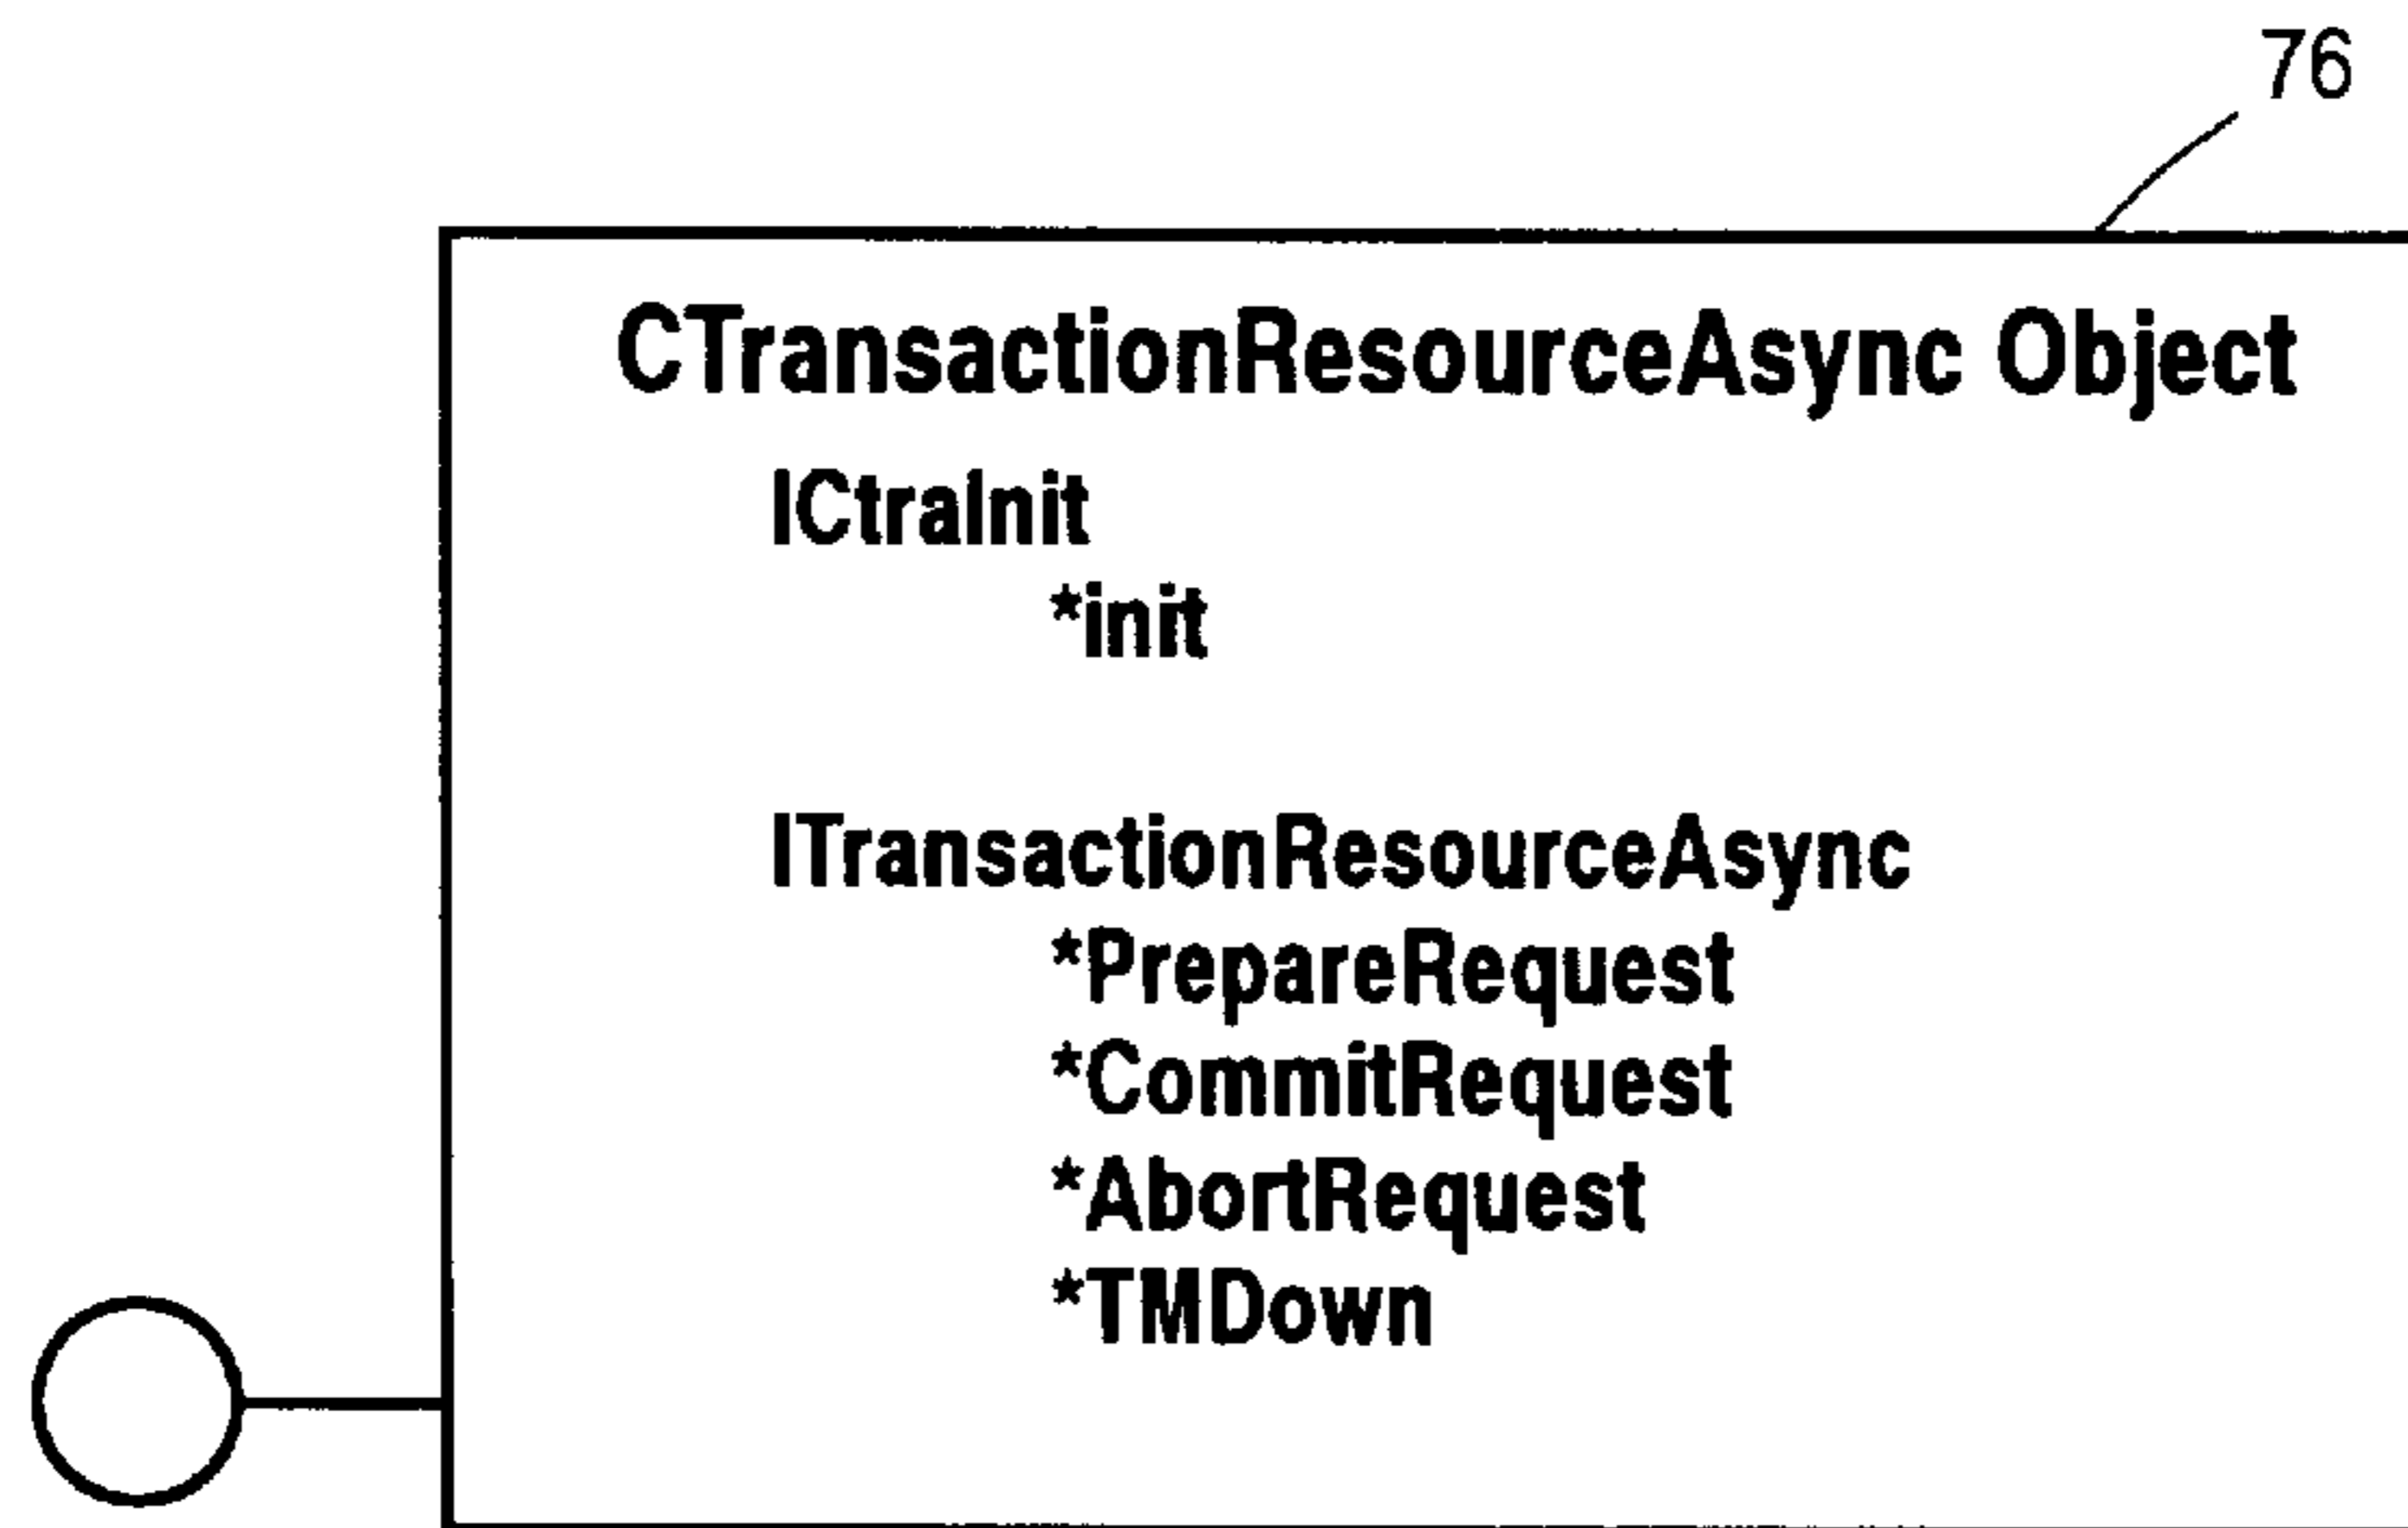 76
CTransactionResourceAsync Object
ICtraInit
*init
ITransactionResourceAsync
*PrepareRequest
*CommitRequest
*AbortRequest
*TMDown